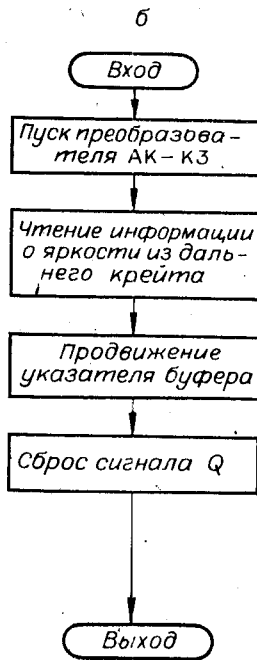 б
Вход
Пуск преобразова-
теля АК-КЗ
Чтение информации
о яркости из даль-
него крейта
Продвижение
указателя буфера
Сброс сигнала Q
Выход